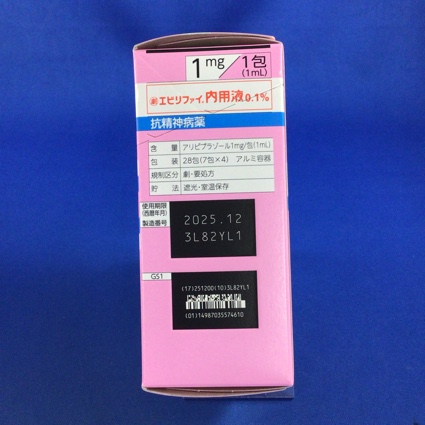 1mg/1包
(1mL)
劇 エビリファイ® 内用液0.1%
抗精神病薬
含 量 アリピプラゾール1mg/包(1mL)
包 装 28包(7包×4) アルミ容器
規制区分 劇・要処方
貯 法 遮光・室温保存
使用期限
(西暦年月)
製造番号
2025.12
3L82YL1
GS1
(17)251200(10)3L82YL1
(01)14987035574610